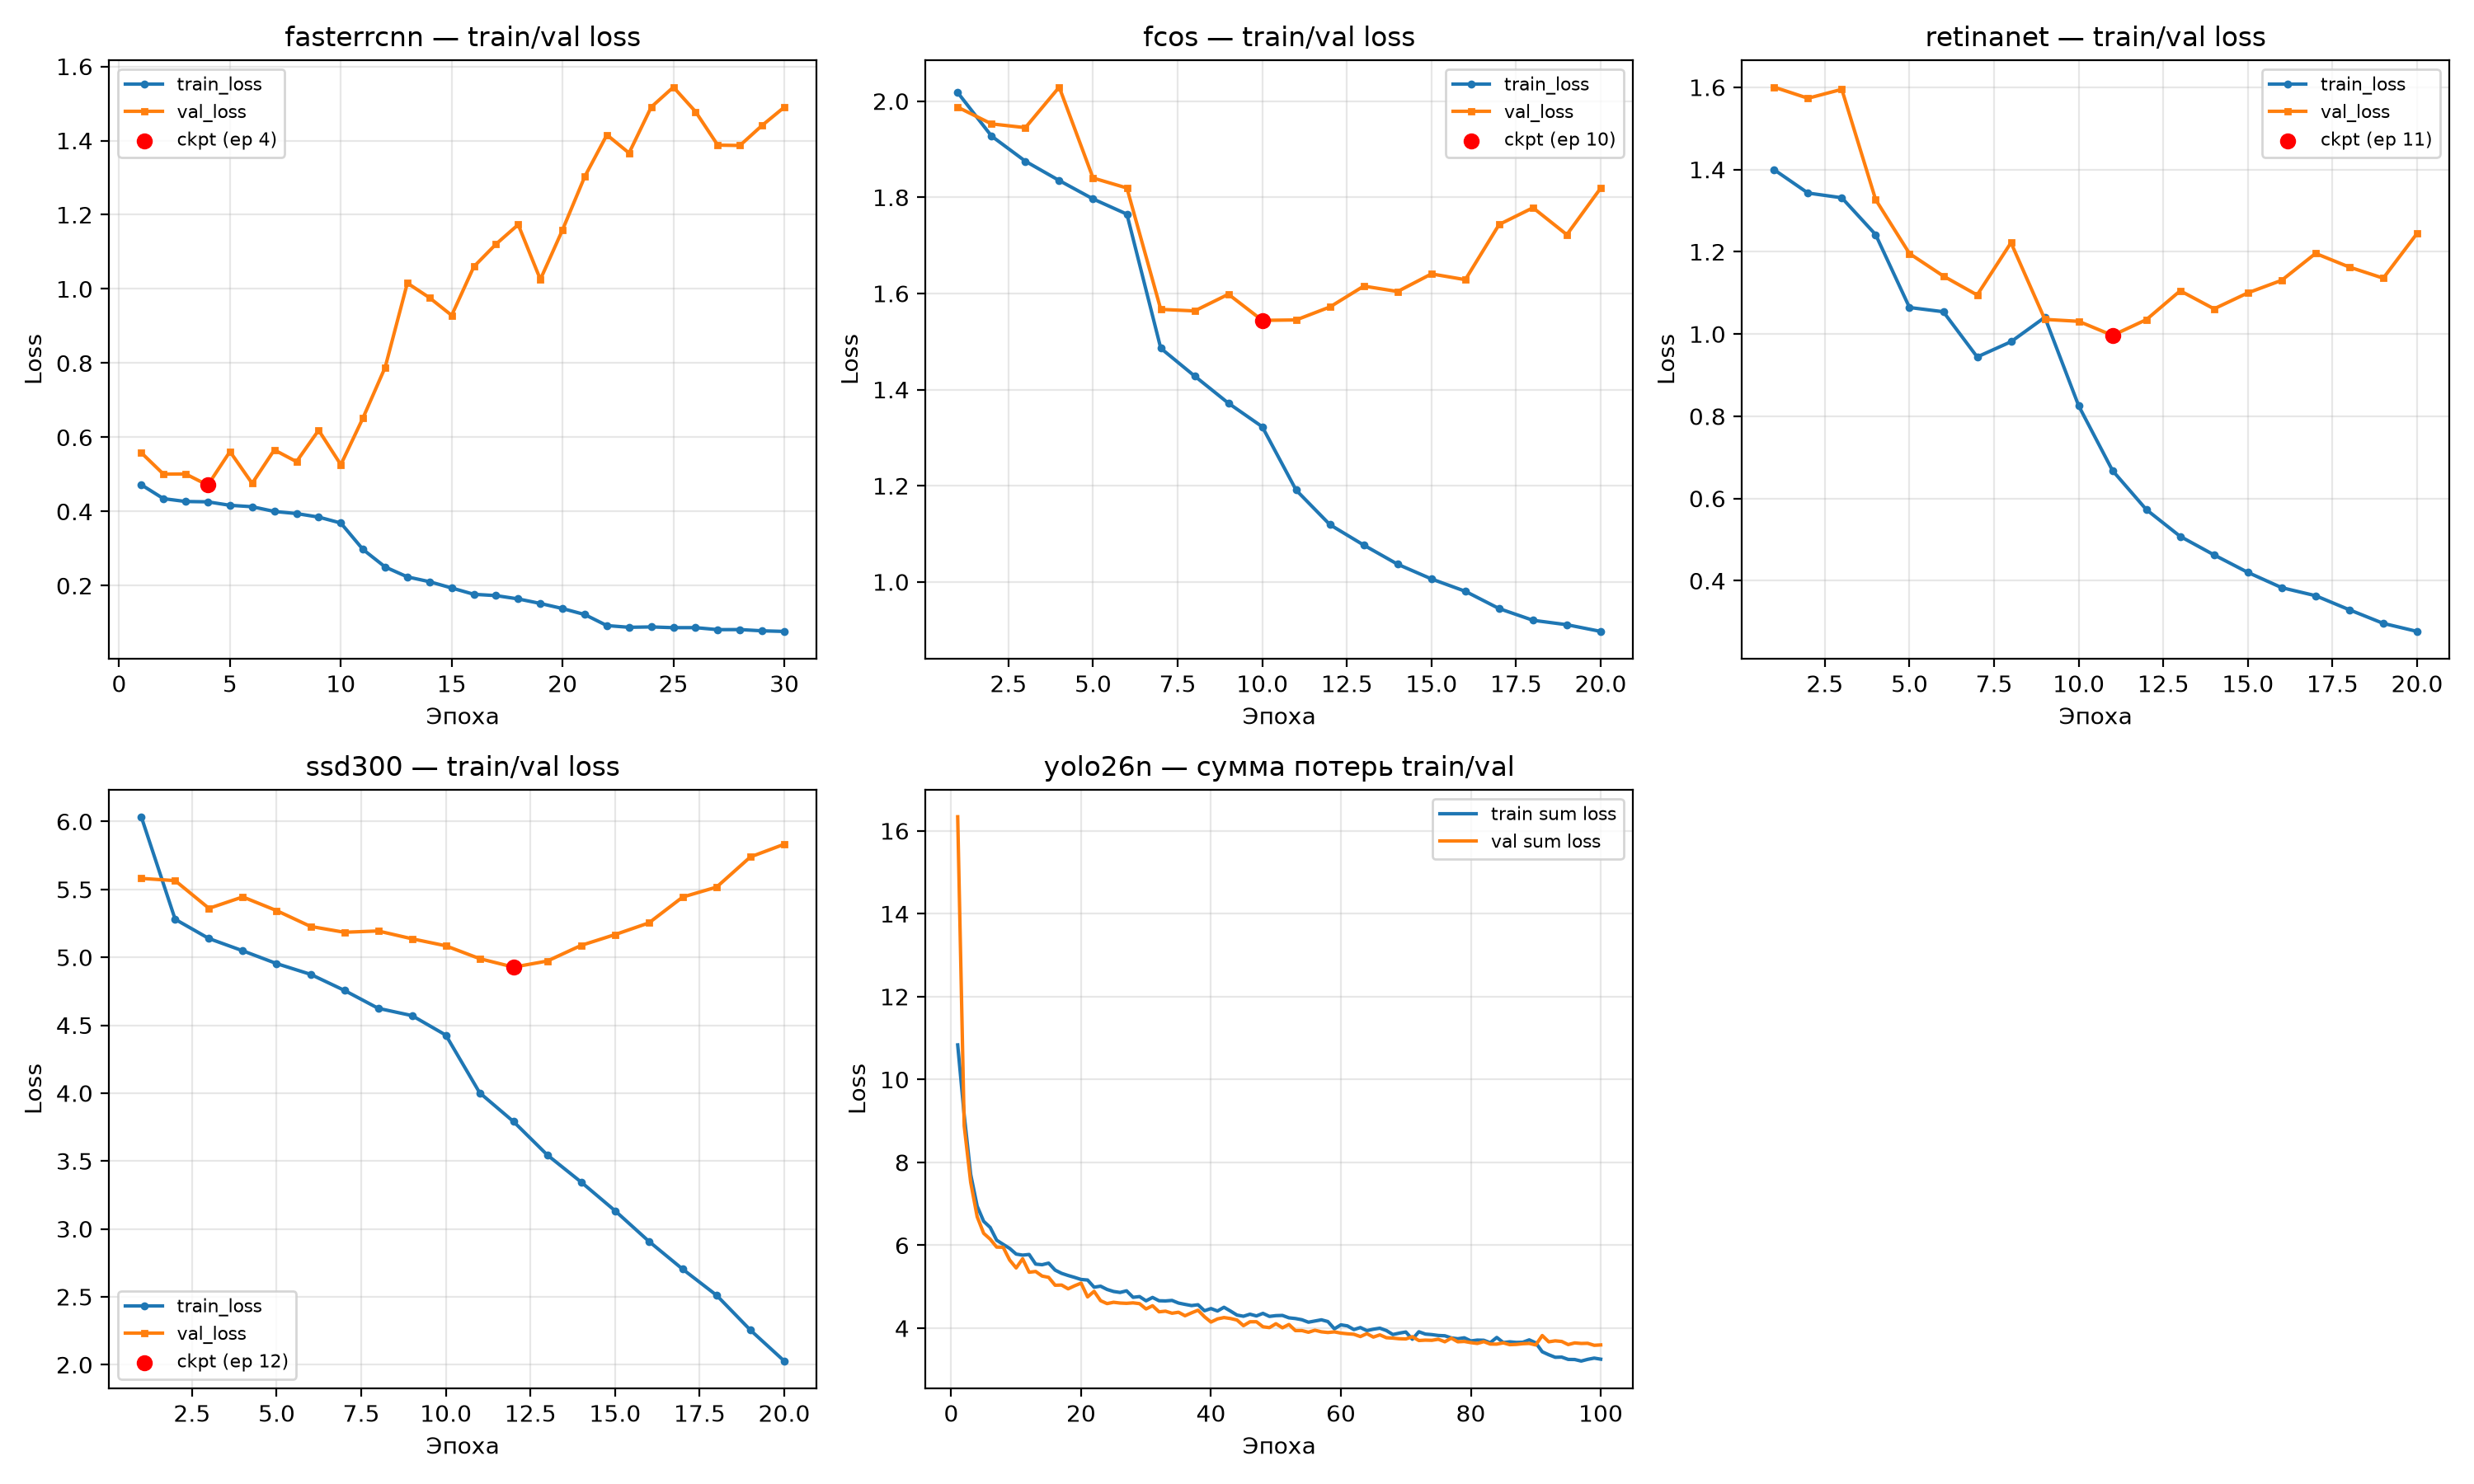 fasterrcnn — train/val loss
train_loss
val_loss
ckpt (ep 4)
1.6
1.4
1.2
1.0
0.8
0.6
0.4
0.2
Loss
0 5 10 15 20 25 30
Эпоха
fcos — train/val loss
train_loss
val_loss
ckpt (ep 10)
2.0
1.8
1.6
1.4
1.2
1.0
Loss
2.5 5.0 7.5 10.0 12.5 15.0 17.5 20.0
Эпоха
retinanet — train/val loss
train_loss
val_loss
ckpt (ep 11)
1.6
1.4
1.2
1.0
0.8
0.6
0.4
Loss
2.5 5.0 7.5 10.0 12.5 15.0 17.5 20.0
Эпоха
ssd300 — train/val loss
6.0
5.5
5.0
4.5
4.0
3.5
3.0
2.5
2.0
Loss
train_loss
val_loss
ckpt (ep 12)
2.5 5.0 7.5 10.0 12.5 15.0 17.5 20.0
Эпоха
yolo26n — сумма потерь train/val
train sum loss
val sum loss
16
14
12
10
8
6
4
Loss
0 20 40 60 80 100
Эпоха